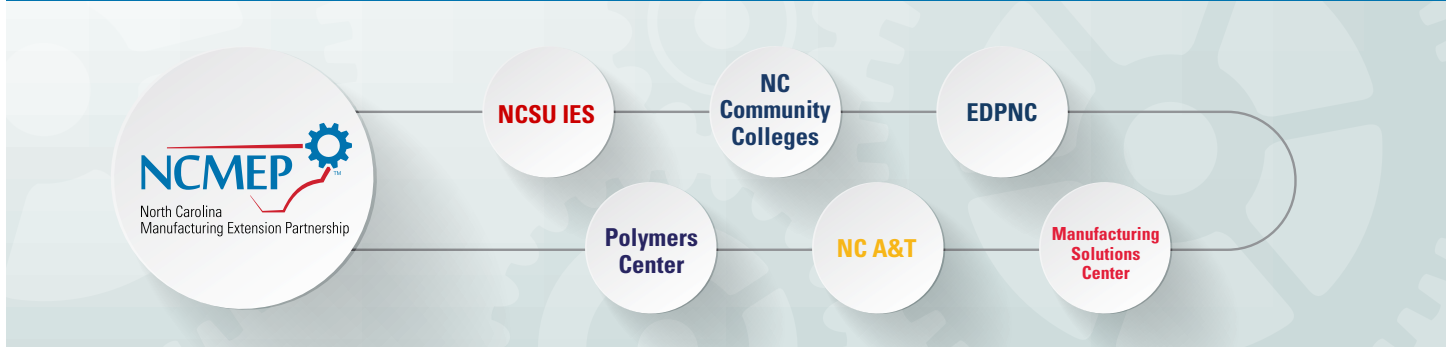 NCMEP
TM
North Carolina
Manufacturing Extension Partnership
NCSU IES
NC
Community
Colleges
EDPNC
Polymers
Center
NC A&T
Manufacturing
Solutions
Center